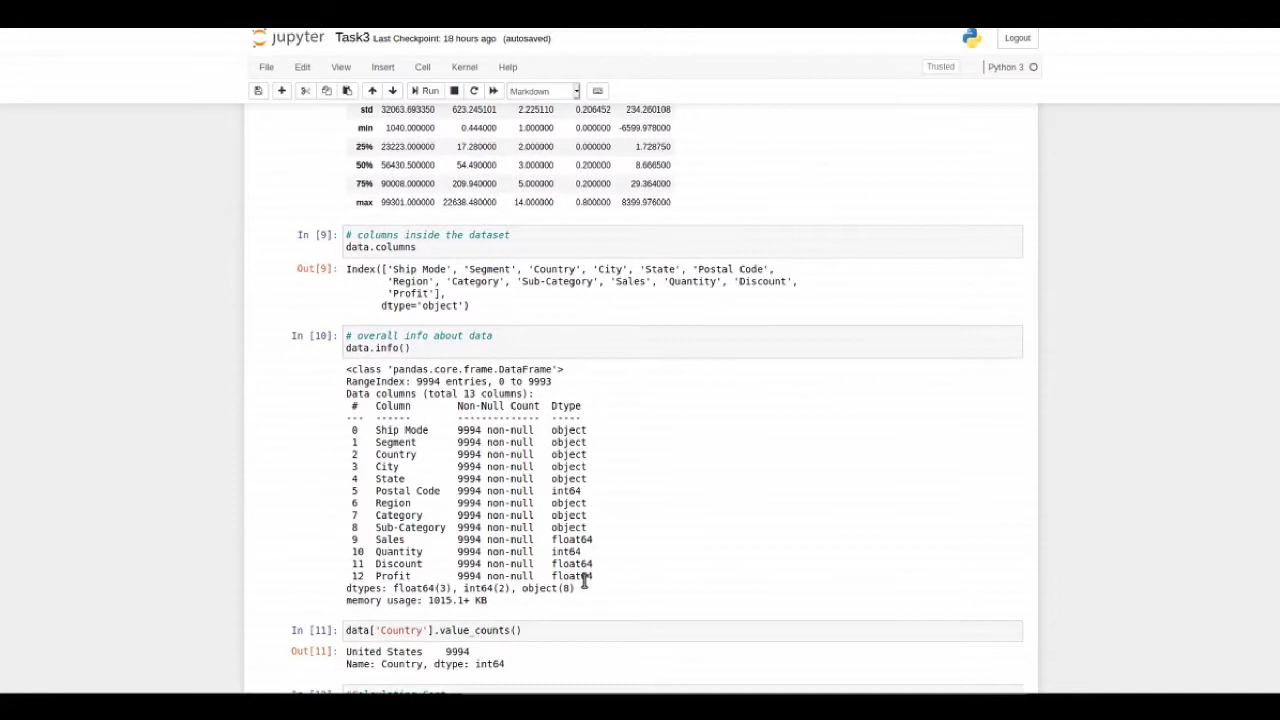 jupyter Task3 Last Checkpoint: 18 hours ago (autosaved)
Logout
File Edit View Insert Cell Kernel Help
Trusted
Python 3
Run
Markdown
std 32063.693350 623.245101 2.225110 0.206452 234.260108
min 1040.000000 0.444000 1.000000 0.000000 -6599.978000
25% 23223.000000 17.280000 2.000000 0.000000 1.728750
50% 56430.500000 54.490000 3.000000 0.200000 8.666500
75% 90008.000000 209.940000 5.000000 0.200000 29.364000
max 99301.000000 22638.480000 14.000000 0.800000 8399.976000
In [9]: # columns inside the dataset
data.columns
Out[9]: Index(['Ship Mode', 'Segment', 'Country', 'City', 'State', 'Postal Code',
'Region', 'Category', 'Sub-Category', 'Sales', 'Quantity', 'Discount',
'Profit'],
dtype='object')
In [10]: # overall info about data
data.info()
<class 'pandas.core.frame.DataFrame'>
RangeIndex: 9994 entries, 0 to 9993
Data columns (total 13 columns):
# Column Non-Null Count Dtype
--- ------ -------------- -----
0 Ship Mode 9994 non-null object
1 Segment 9994 non-null object
2 Country 9994 non-null object
3 City 9994 non-null object
4 State 9994 non-null object
5 Postal Code 9994 non-null int64
6 Region 9994 non-null object
7 Category 9994 non-null object
8 Sub-Category 9994 non-null object
9 Sales 9994 non-null float64
10 Quantity 9994 non-null int64
11 Discount 9994 non-null float64
12 Profit 9994 non-null float64
dtypes: float64(3), int64(2), object(8)
memory usage: 1015.1+ KB
In [11]: data['Country'].value_counts()
Out[11]: United States 9994
Name: Country, dtype: int64